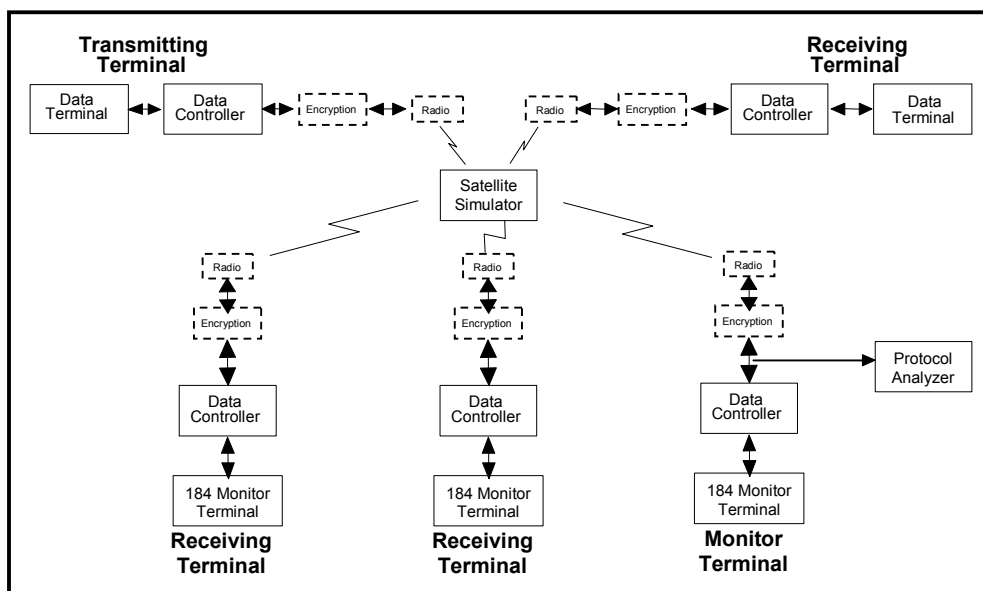 Transmitting
Terminal
Receiving
Terminal
Data
Terminal
Data
Controller
Encryption
Radio
Radio
Encryption
Data
Controller
Data
Terminal
Satellite
Simulator
Radio
Radio
Radio
Encryption
Encryption
Encryption
Protocol
Analyzer
Data
Controller
Data
Controller
Data
Controller
184 Monitor
Terminal
184 Monitor
Terminal
184 Monitor
Terminal
Receiving
Terminal
Receiving
Terminal
Monitor
Terminal